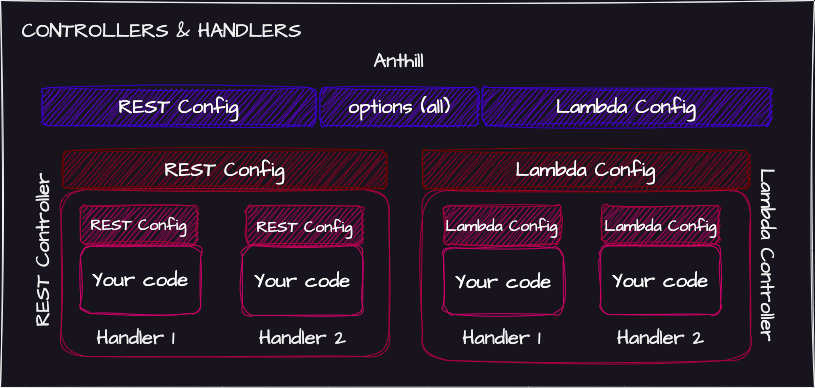 CONTROLLERS & HANDLERS
Anthill
REST Config
options (all)
Lambda Config
REST Controller
REST Config
REST Config
Your code
Handler 1
REST Config
Your code
Handler 2
Lambda Config
Lambda Config
Your code
Handler 1
Lambda Config
Your code
Handler 2
Lambda Controller